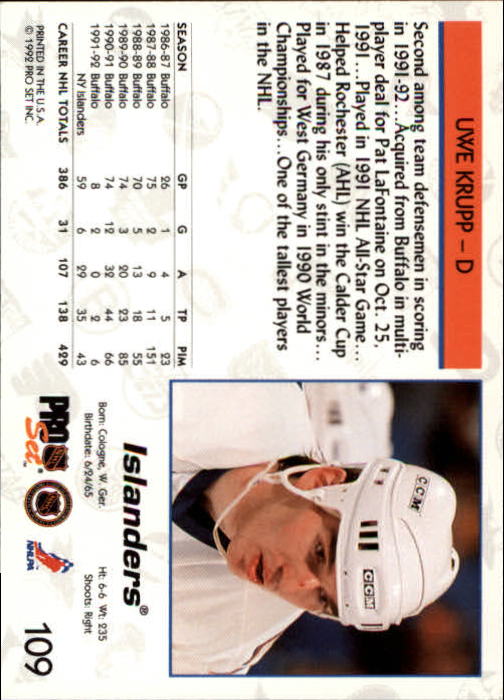 UWE KRUPP – D
Second among team defensemen in scoring
in 1991-92...Acquired from Buffalo in multi-
player deal for Pat LaFontaine on Oct. 25,
1991...Played in 1991 NHL All-Star Game...
Helped Rochester (AHL) win the Calder Cup
in 1987 during his only stint in the minors...
Played for West Germany in 1990 World
Championships...One of the tallest players
in the NHL.
SEASON GP G A TP PIM
1986-87 Buffalo 26 1 4 5 23
1987-88 Buffalo 75 2 9 11 151
1988-89 Buffalo 70 5 13 18 55
1989-90 Buffalo 74 3 20 23 85
1990-91 Buffalo 74 12 32 44 66
1991-92 Buffalo 8 2 0 2 6
NY Islanders 59 6 29 35 43
CAREER NHL TOTALS 386 31 107 138 429
PRINTED IN THE U.S.A.
© 1992 PRO SET INC.
CCM
CCM
Islanders®
Born: Cologne, W. Ger. Ht: 6-6 Wt: 235
Birthdate: 6/24/65 Shoots: Right
PRO Set™
NHL
NHLPA
109